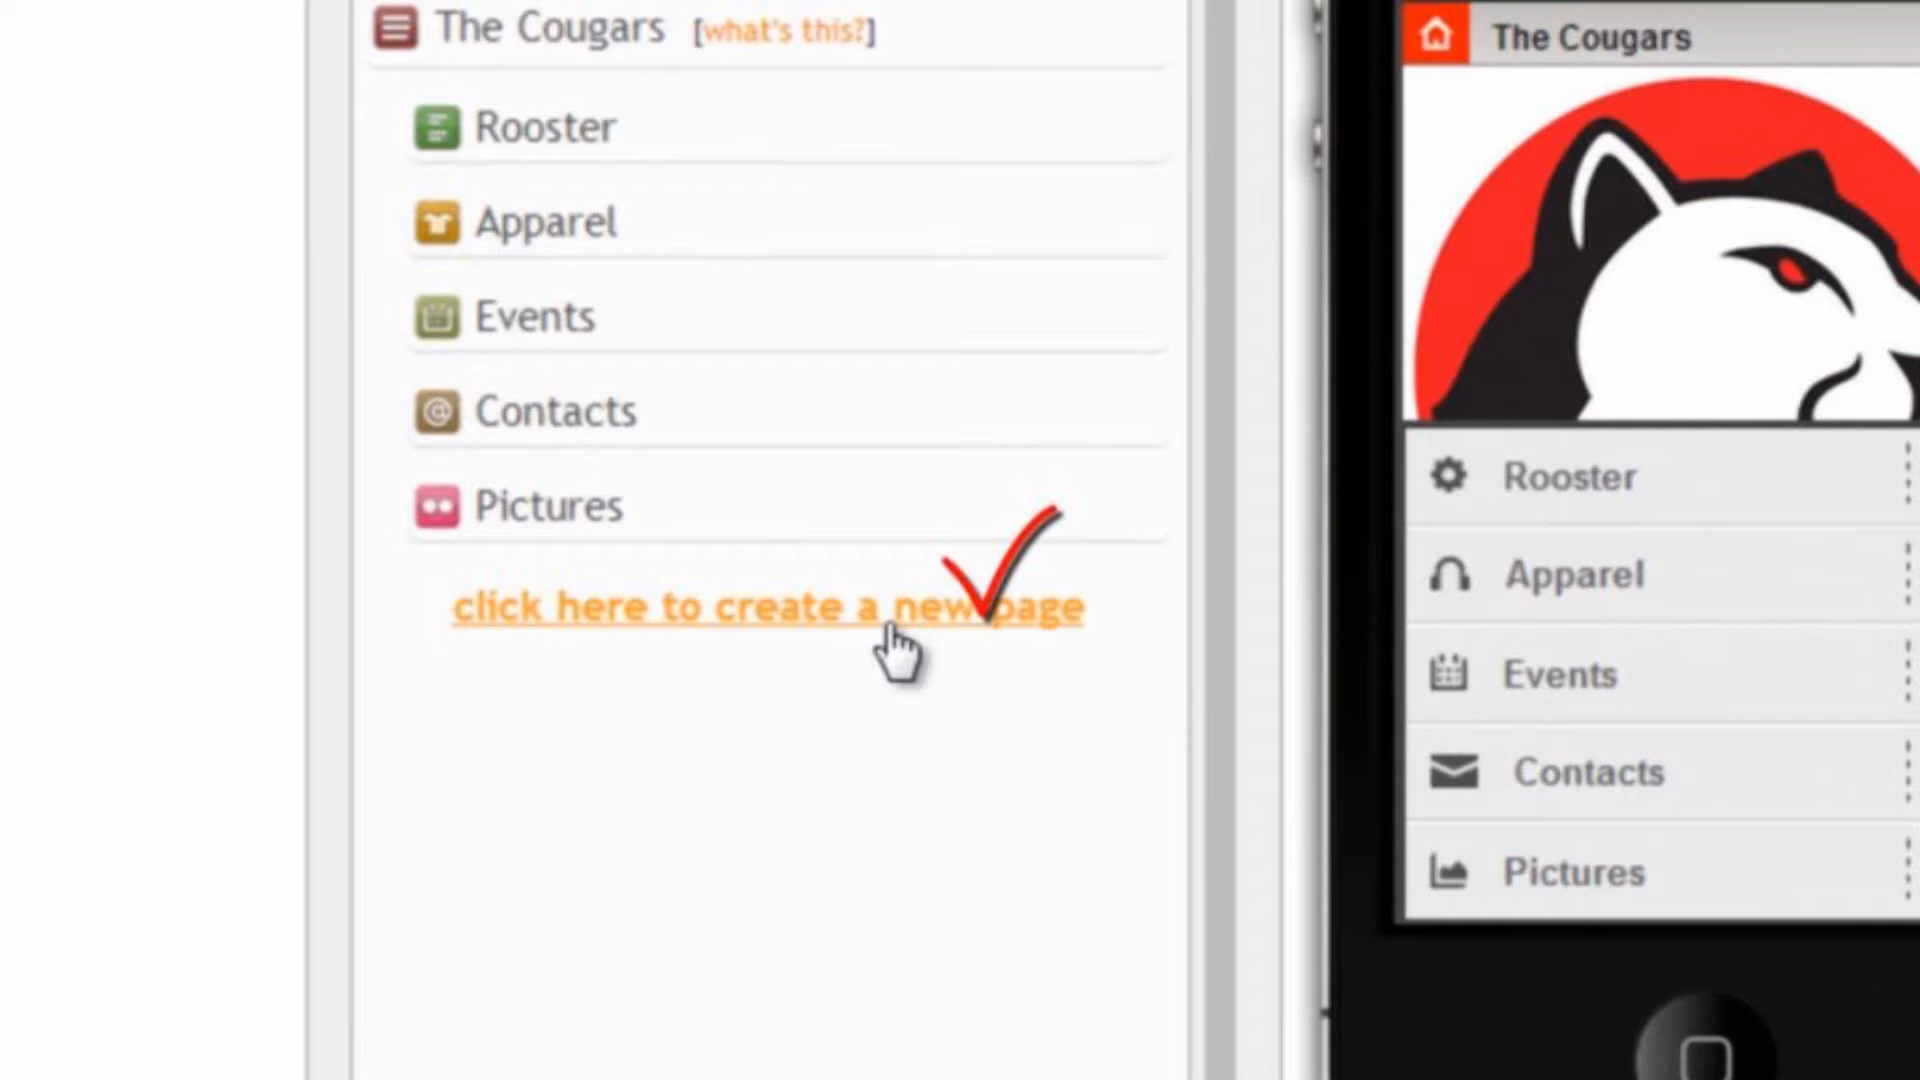 The Cougars [what's this?]
Rooster
Apparel
Events
Contacts
Pictures
click here to create a new page
The Cougars
Rooster
Apparel
Events
Contacts
Pictures